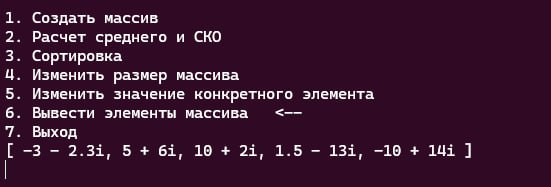 1. Создать массив
2. Расчет среднего и СКО
3. Сортировка
4. Изменить размер массива
5. Изменить значение конкретного элемента
6. Вывести элементы массива   <--
7. Выход
[ -3 - 2.3i, 5 + 6i, 10 + 2i, 1.5 - 13i, -10 + 14i ]